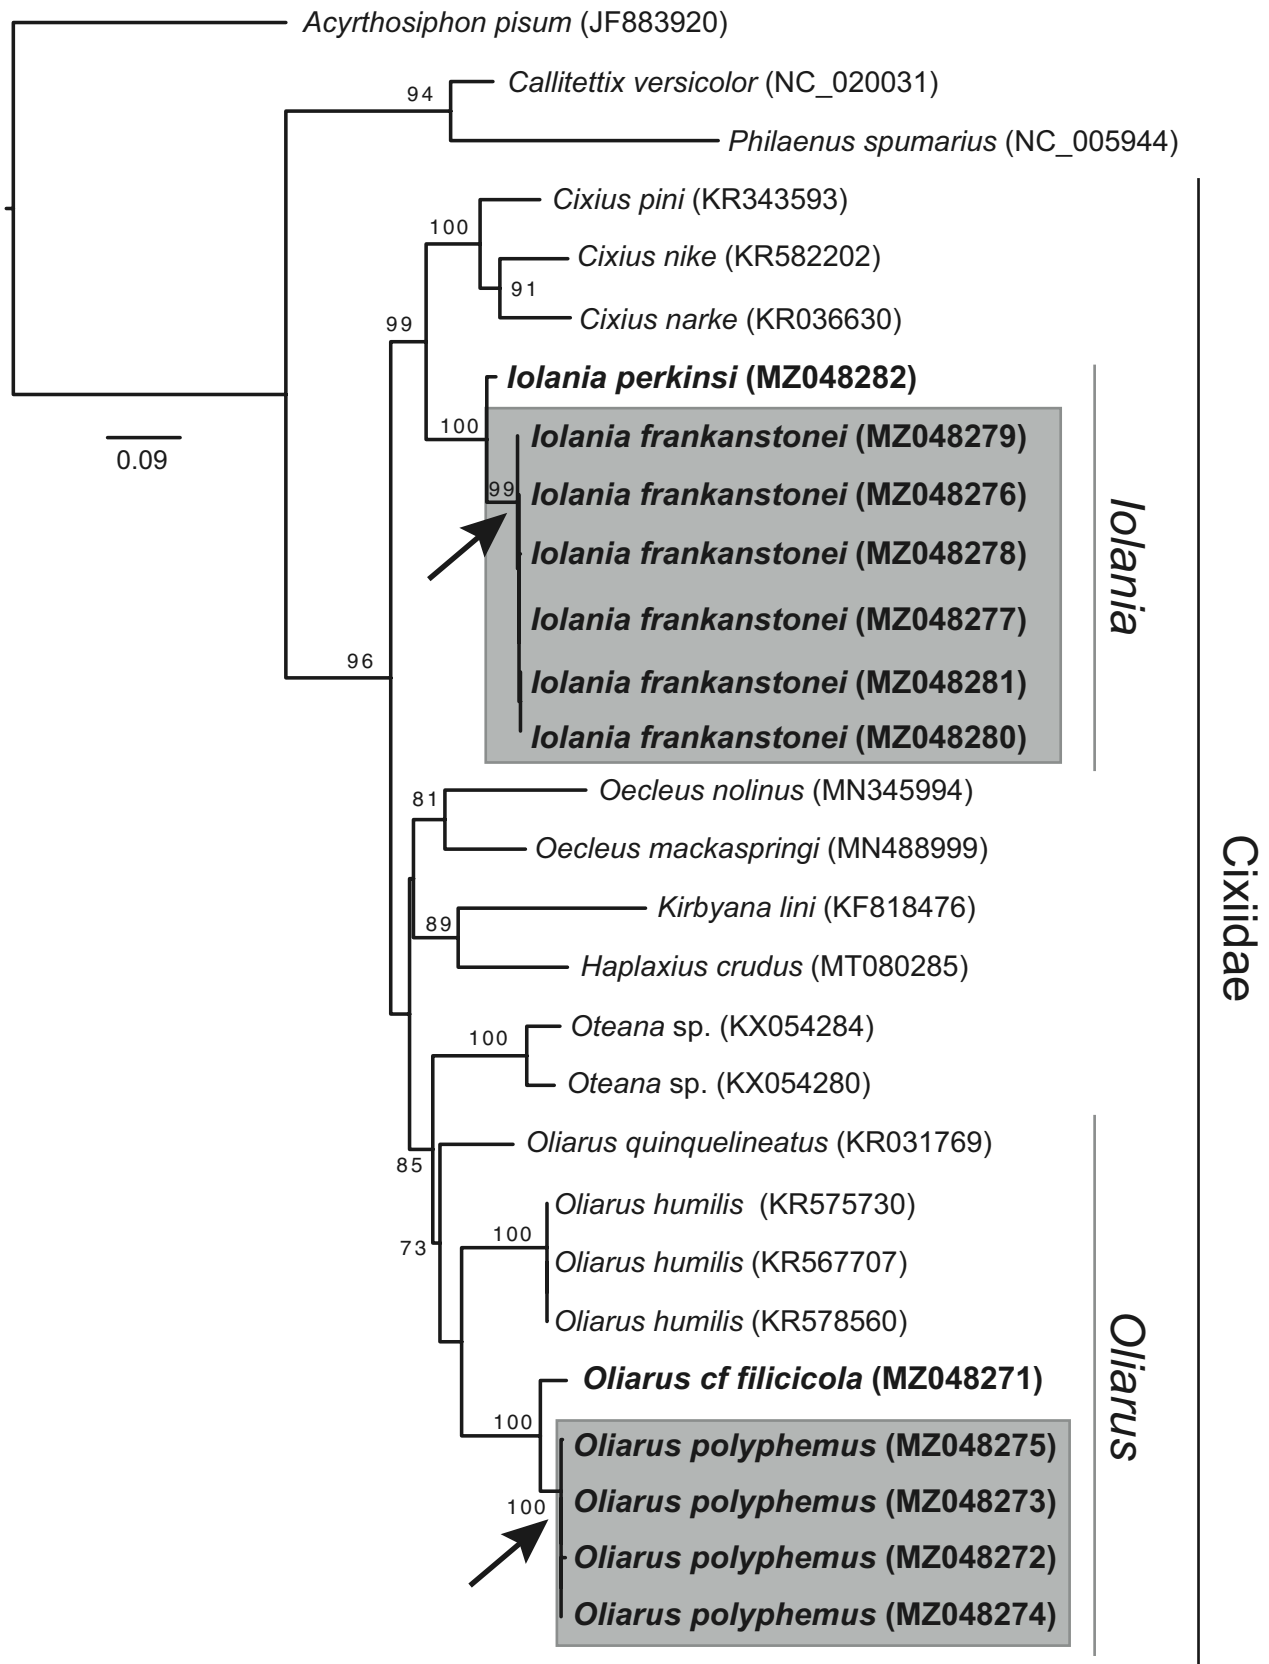 Acyrthosiphon pisum (JF883920)
94
Callitettix versicolor (NC_020031)
Philaenus spumarius (NC_005944)
Cixius pini (KR343593)
100
Cixius nike (KR582202)
91
Cixius narke (KR036630)
99
Iolania perkinsi (MZ048282)
100
Iolania frankanstonei (MZ048279)
0.09
99
Iolania frankanstonei (MZ048276)
Iolania frankanstonei (MZ048278)
Iolania
Iolania frankanstonei (MZ048277)
96
Iolania frankanstonei (MZ048281)
Iolania frankanstonei (MZ048280)
81
Oecleus nolinus (MN345994)
Oecleus mackaspringi (MN488999)
Cixiidae
Kirbyana lini (KF818476)
89
Haplaxius crudus (MT080285)
Oteana sp. (KX054284)
100
Oteana sp. (KX054280)
Oliarus quinquelineatus (KR031769)
85
Oliarus humilis (KR575730)
100
73
Oliarus humilis (KR567707)
Oliarus humilis (KR578560)
Oliarus
Oliarus cf filicicola (MZ048271)
100
Oliarus polyphemus (MZ048275)
100
Oliarus polyphemus (MZ048273)
Oliarus polyphemus (MZ048272)
Oliarus polyphemus (MZ048274)